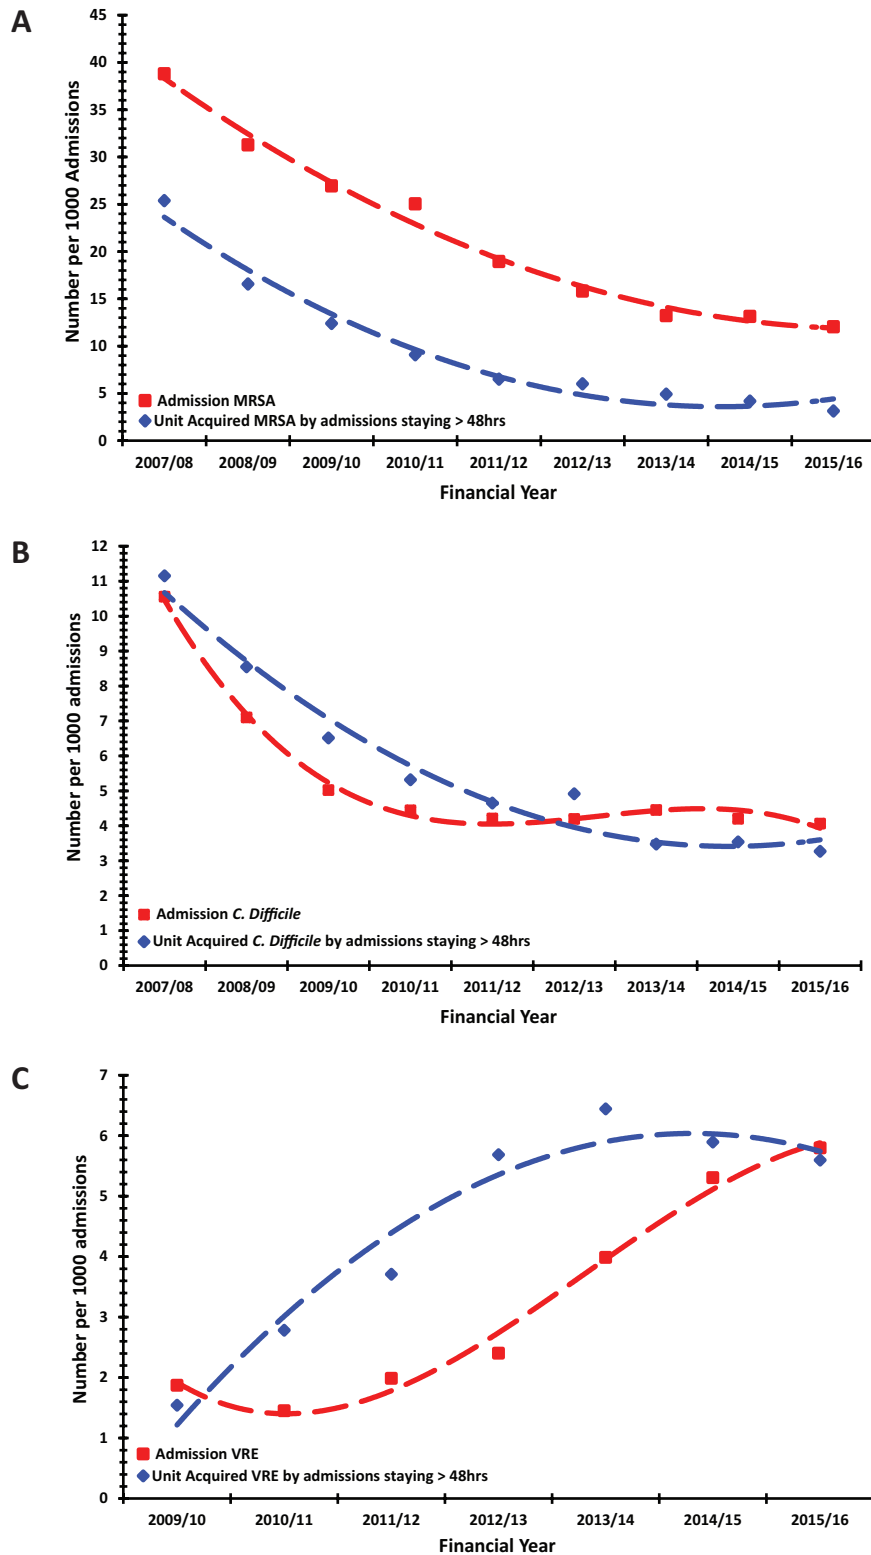 A
Number per 1000 Admissions
45
40
35
30
25
20
15
10
5
0
Admission MRSA
Unit Acquired MRSA by admissions staying > 48hrs
2007/08 2008/09 2009/10 2010/11 2011/12 2012/13 2013/14 2014/15 2015/16
Financial Year
B
Number per 1000 admissions
12
11
10
9
8
7
6
5
4
3
2
1
0
Admission C. Difficile
Unit Acquired C. Difficile by admissions staying > 48hrs
2007/08 2008/09 2009/10 2010/11 2011/12 2012/13 2013/14 2014/15 2015/16
Financial Year
C
Number per 1000 admissions
7
6
5
4
3
2
1
0
Admission VRE
Unit Acquired VRE by admissions staying > 48hrs
2009/10 2010/11 2011/12 2012/13 2013/14 2014/15 2015/16
Financial Year